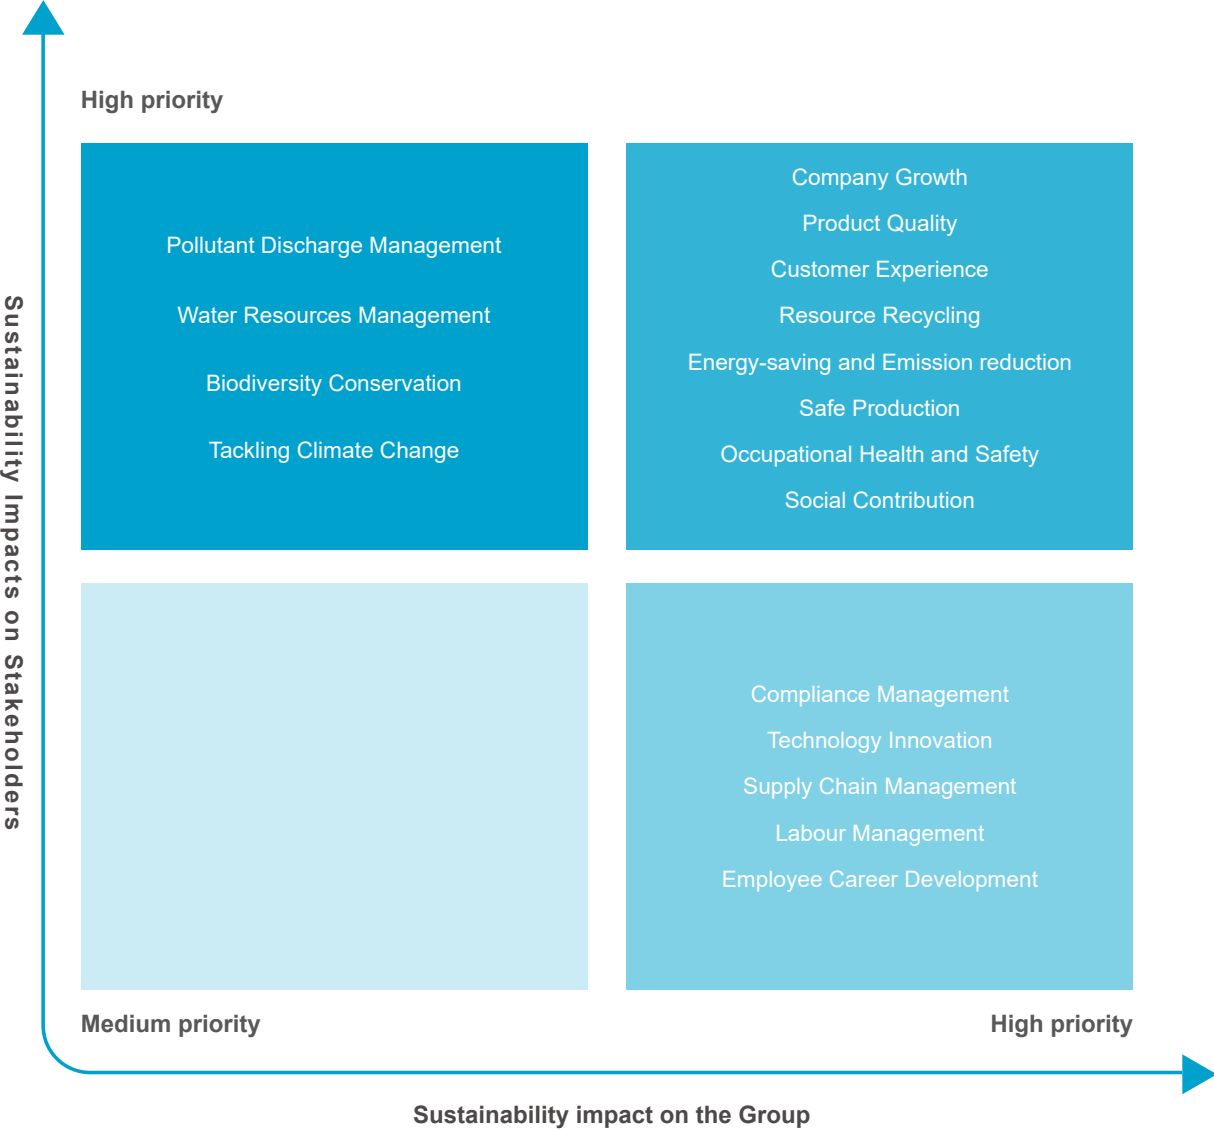 High priority
Pollutant Discharge Management
Water Resources Management
Biodiversity Conservation
Tackling Climate Change
Company Growth
Product Quality
Customer Experience
Resource Recycling
Energy-saving and Emission reduction
Safe Production
Occupational Health and Safety
Social Contribution
Compliance Management
Technology Innovation
Supply Chain Management
Labour Management
Employee Career Development
Sustainability Impacts on Stakeholders
Medium priority
High priority
Sustainability impact on the Group